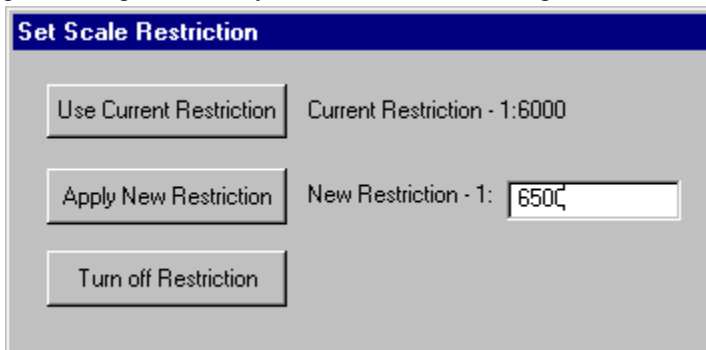 Set Scale Restriction
Use Current Restriction Current Restriction - 1:6000
Apply New Restriction New Restriction - 1: 6500
Turn off Restriction